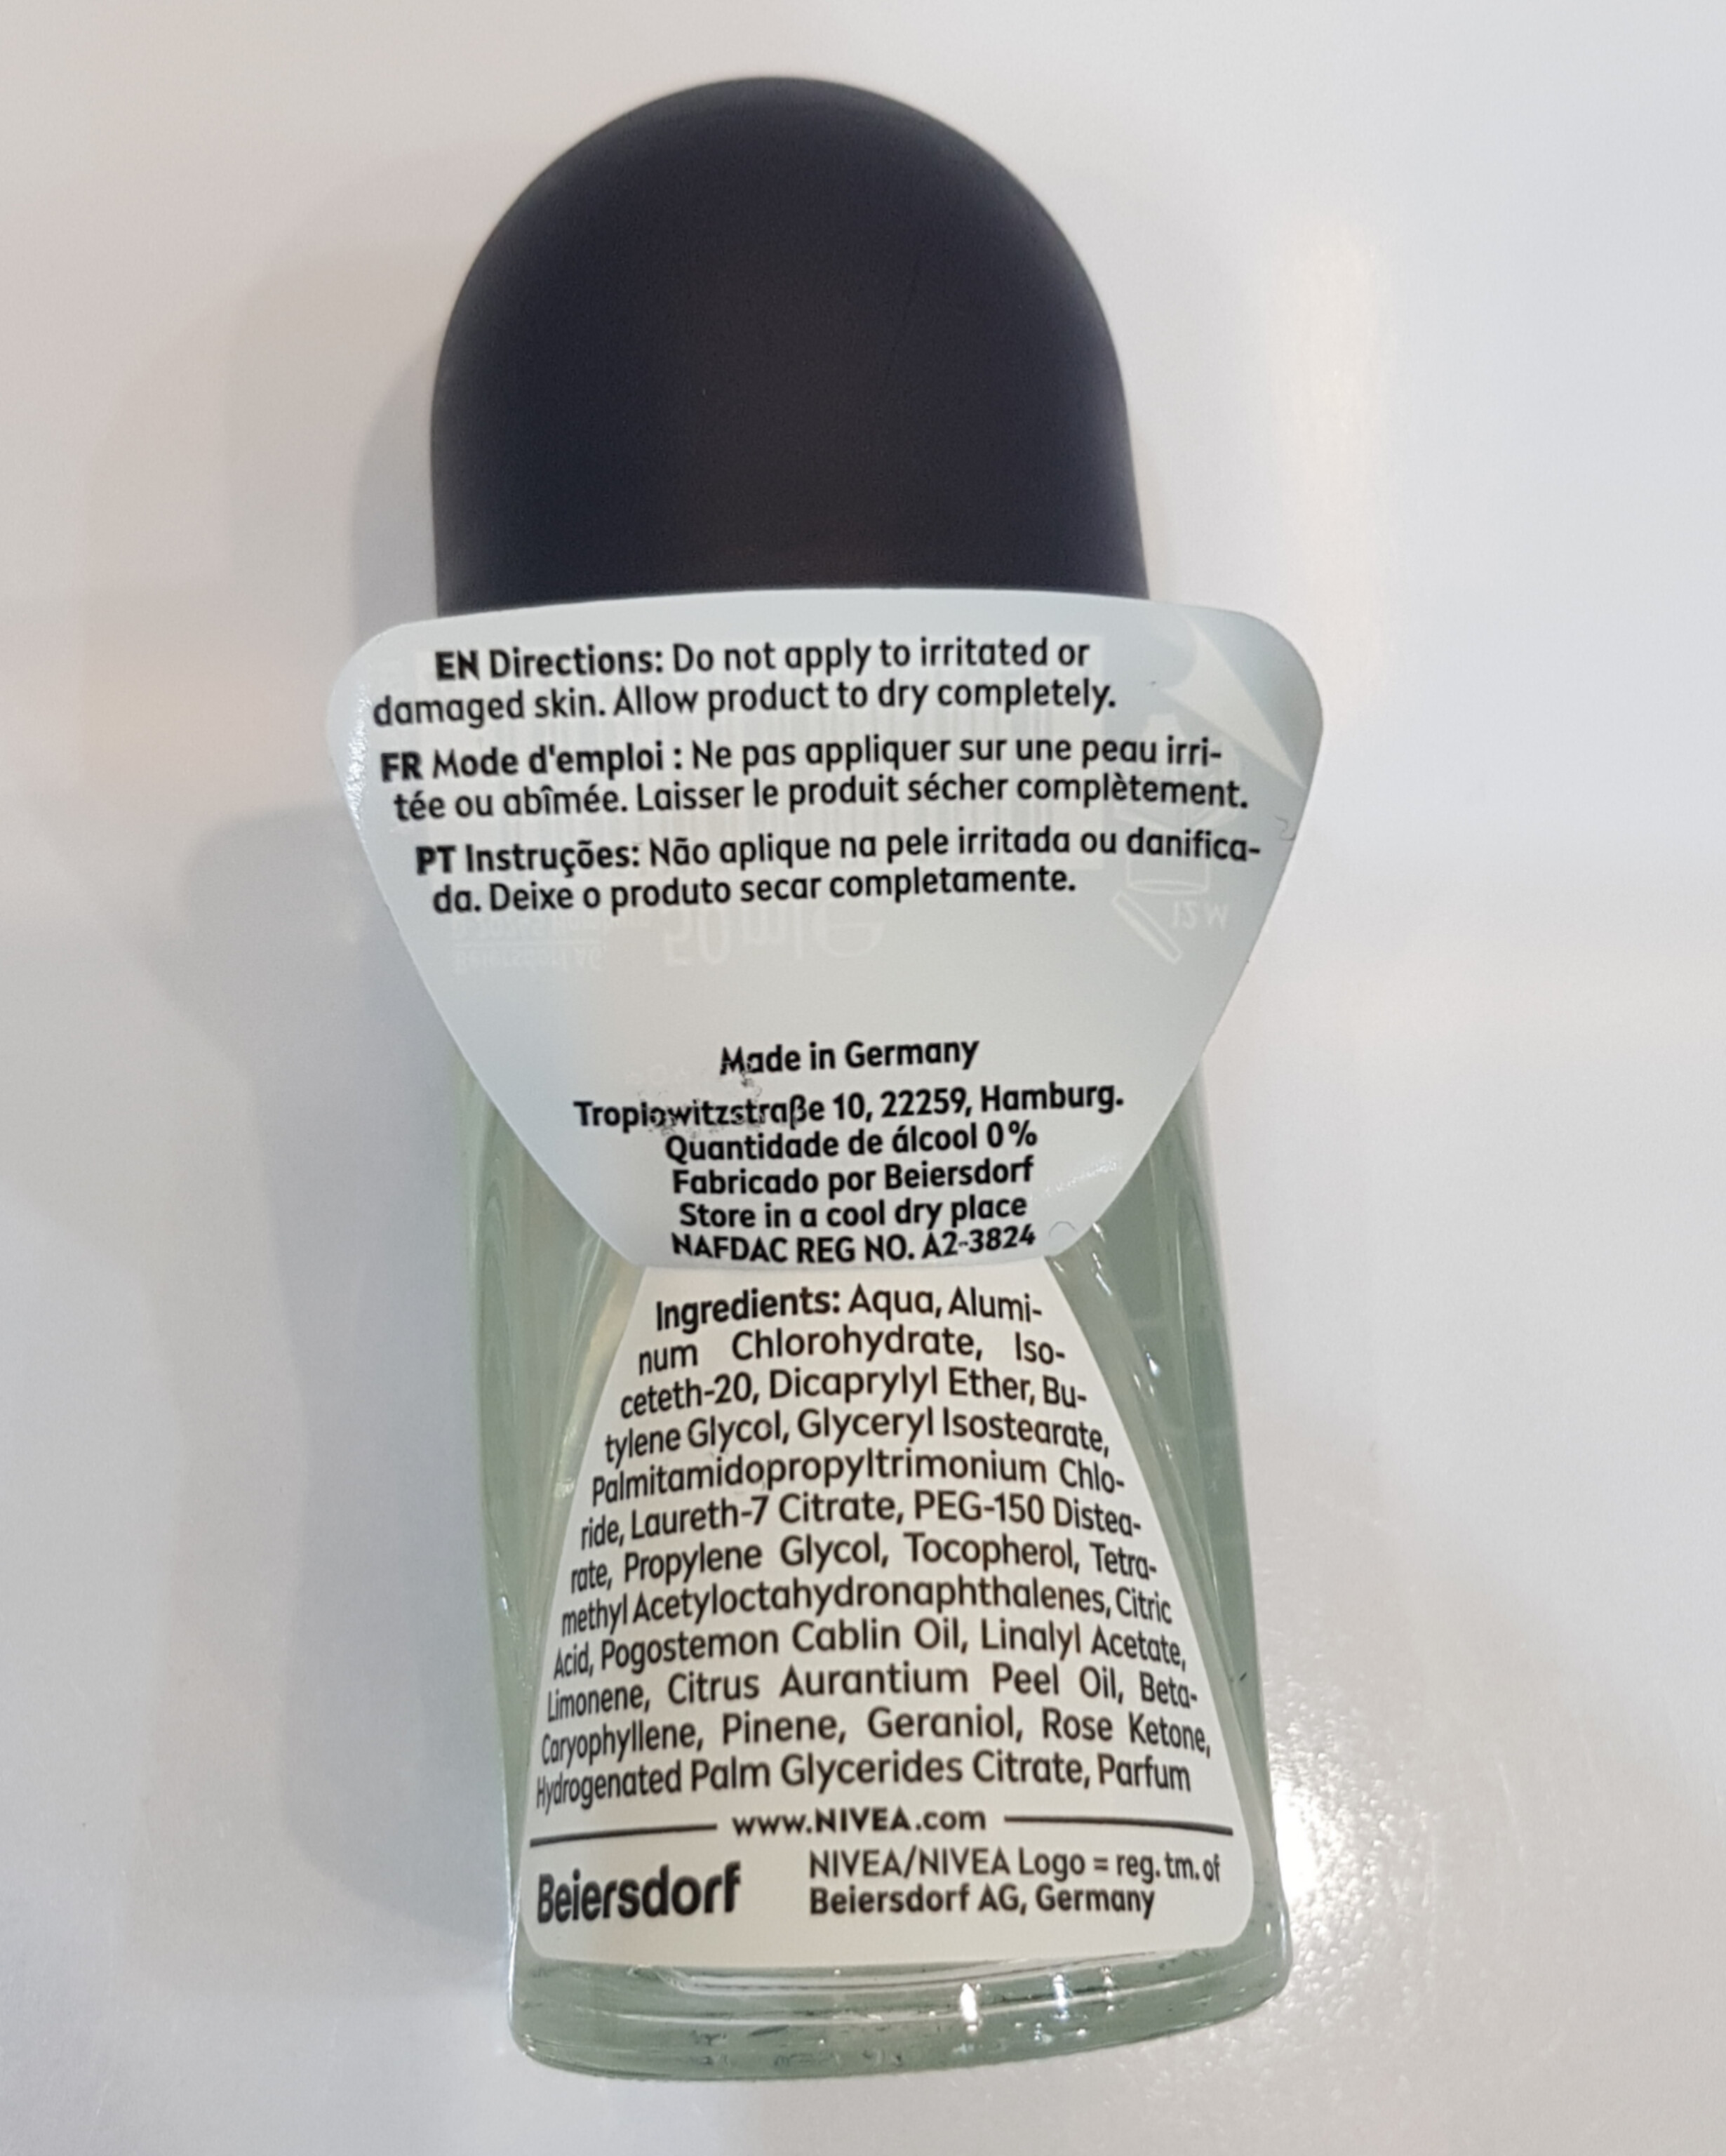 EN Directions: Do not apply to irritated or
damaged skin. Allow product to dry completely.
FR Mode d'emploi : Ne pas appliquer sur une peau irri-
tée ou abîmée. Laisser le produit sécher complètement.
PT Instruções: Não aplique na pele irritada ou danifica-
da. Deixe o produto secar completamente.
50 ml e
12M
Beiersdorf AG,
Made in Germany
Troplowitzstraße 10, 22259, Hamburg.
Quantidade de álcool 0%
Fabricado por Beiersdorf
Store in a cool dry place
NAFDAC REG NO. A2-3824
Ingredients: Aqua, Alumi-
num Chlorohydrate, Iso-
ceteth-20, Dicaprylyl Ether, Bu-
tylene Glycol, Glyceryl Isostearate,
Palmitamidopropyltrimonium Chlo-
ride, Laureth-7 Citrate, PEG-150 Distea-
rate, Propylene Glycol, Tocopherol, Tetra-
methyl Acetyloctahydronaphthalenes, Citric
Acid, Pogostemon Cablin Oil, Linalyl Acetate,
Limonene, Citrus Aurantium Peel Oil, Beta-
Caryophyllene, Pinene, Geraniol, Rose Ketone,
Hydrogenated Palm Glycerides Citrate, Parfum
www.NIVEA.com
Beiersdorf
NIVEA/NIVEA Logo = reg. tm. of
Beiersdorf AG, Germany